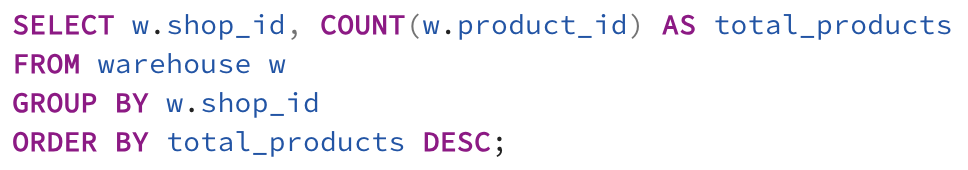 SELECT w.shop_id, COUNT(w.product_id) AS total_products
FROM warehouse w
GROUP BY w.shop_id
ORDER BY total_products DESC;